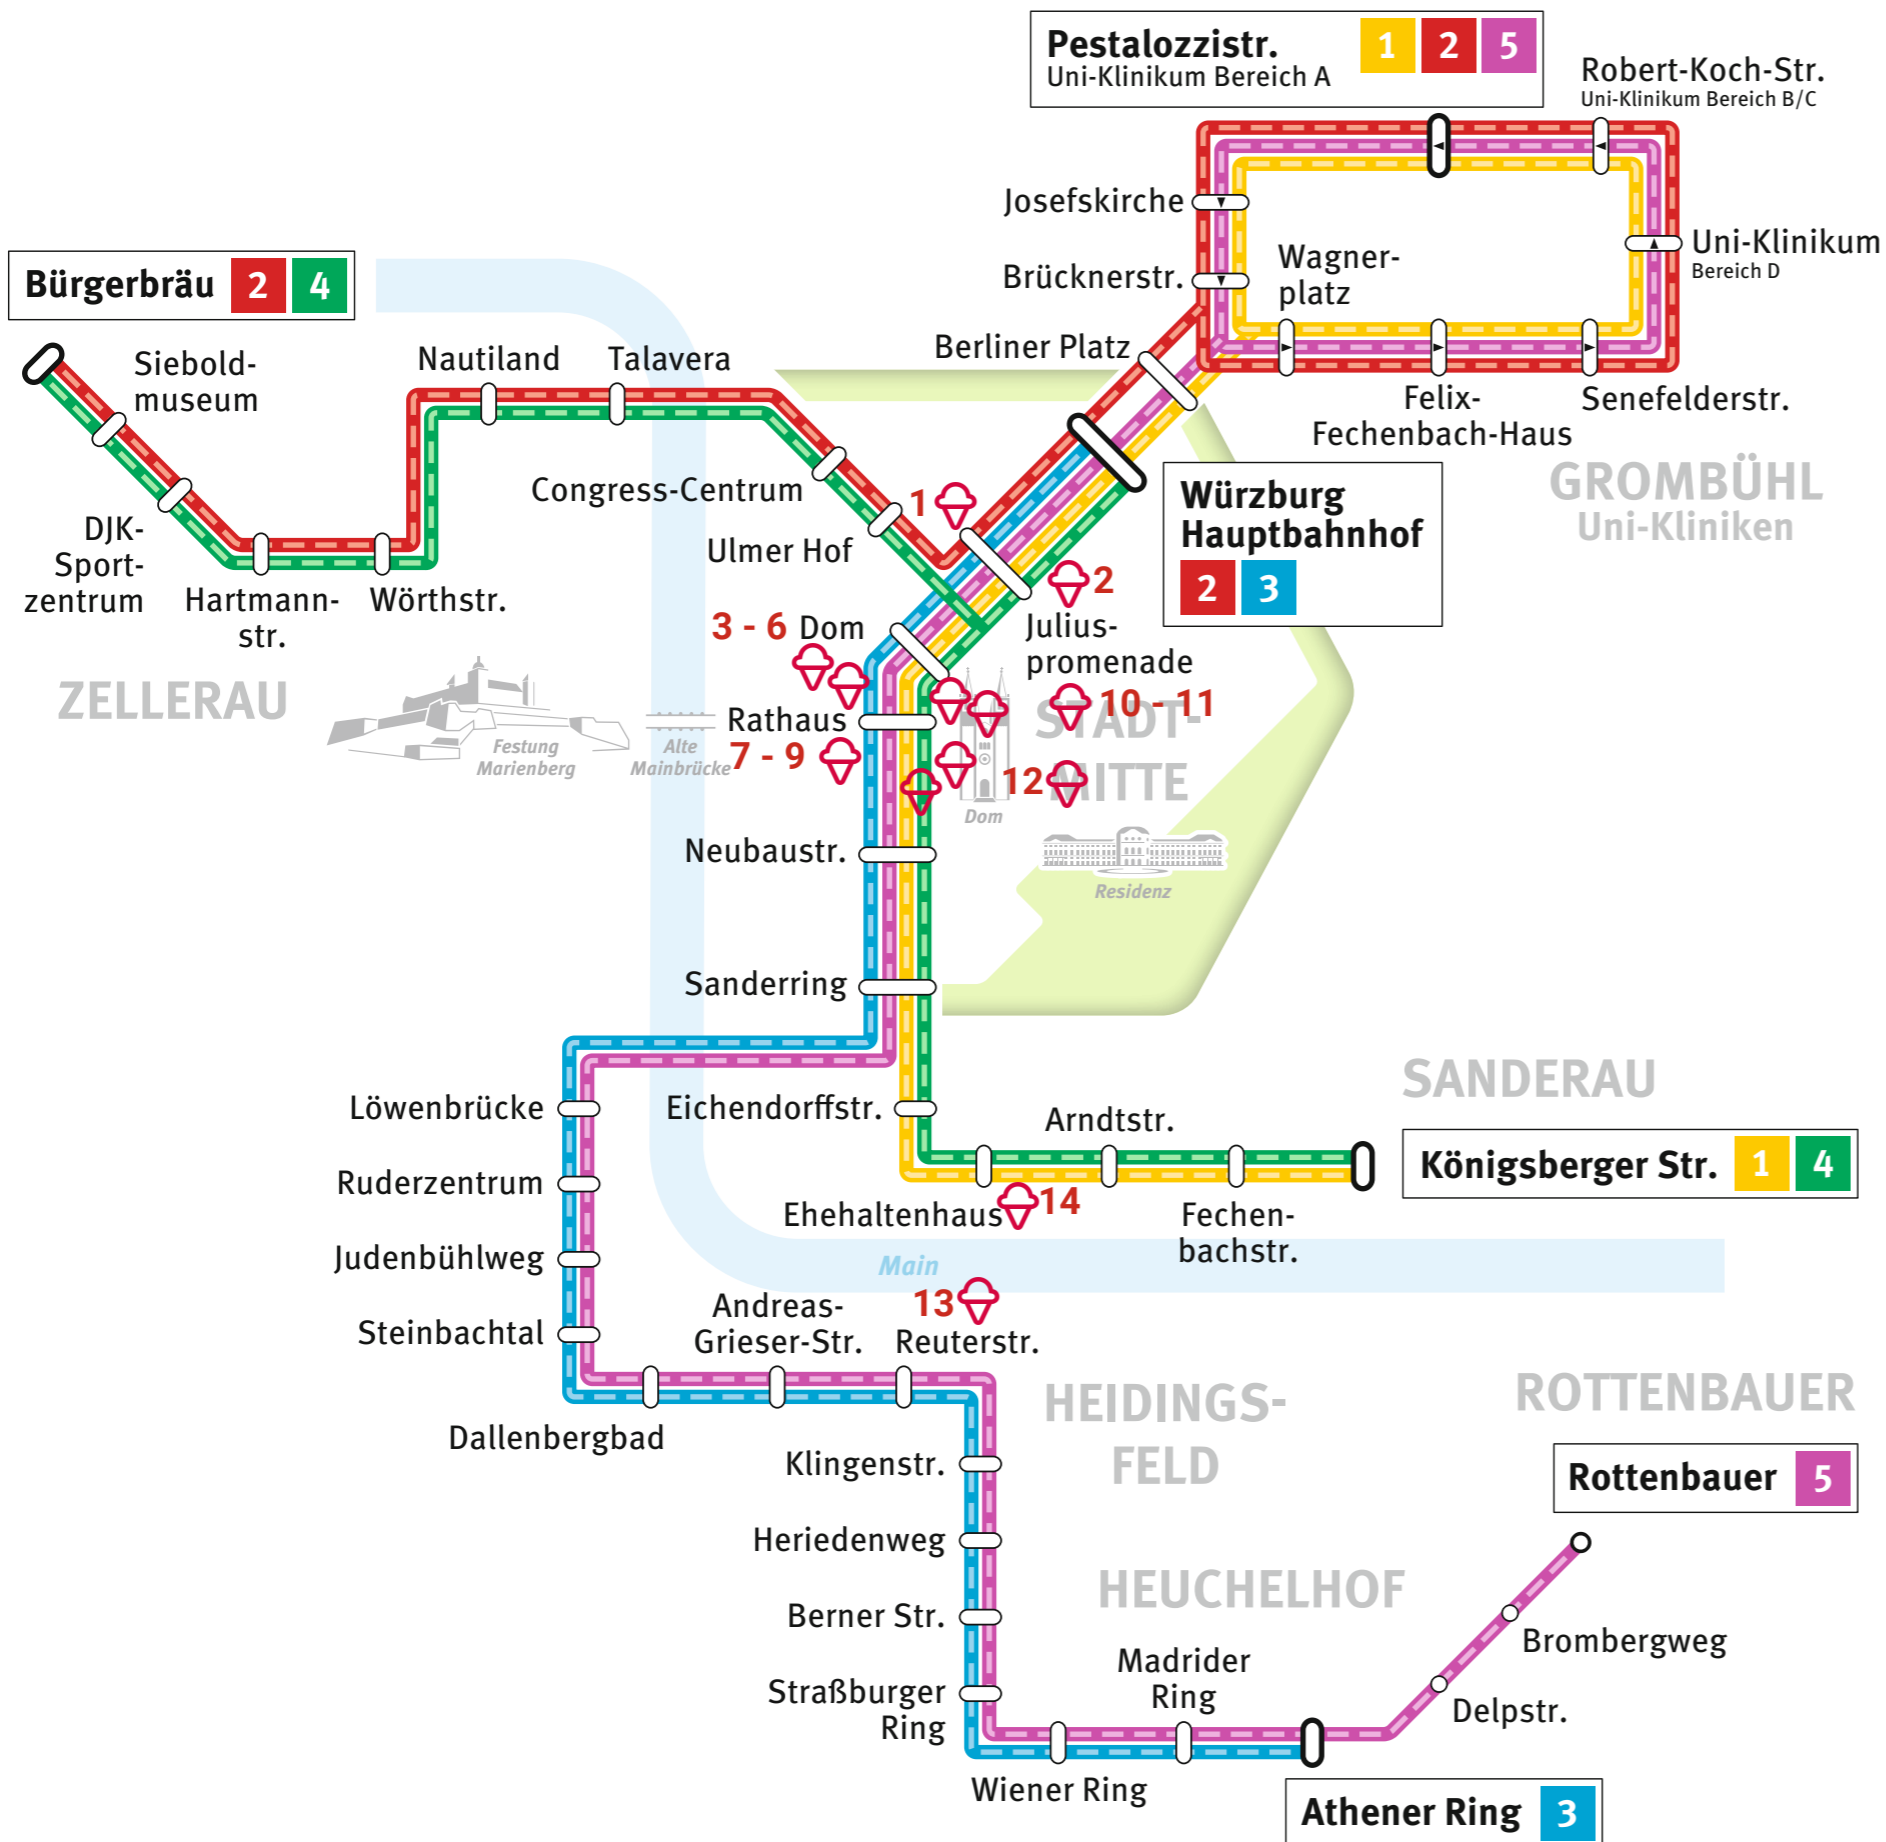 Pestalozzistr. 1 2 5
Uni-Klinikum Bereich A
Robert-Koch-Str.
Uni-Klinikum Bereich B/C
Josefskirche
Uni-Klinikum
Bereich D
Brücknerstr.
Wagner-
platz
Bürgerbräu 2 4
Berliner Platz
Siebold-
museum
Nautiland
Talavera
Felix-
Fechenbach-Haus
Senefelderstr.
GROMBÜHL
Uni-Kliniken
Congress-Centrum
1
Würzburg
Hauptbahnhof
2 3
DJK-
Sport-
zentrum
Ulmer Hof
Hartmann-
str.
Wörthstr.
2
3 - 6 Dom
Julius-
promenade
ZELLERAU
10 - 11
STADT-
MITTE
Rathaus
7 - 9
Festung
Marienberg
Alte
Mainbrücke
12
Dom
Neubaustr.
Residenz
Sanderring
SANDERAU
Löwenbrücke
Eichendorffstr.
Arndtstr.
Königsberger Str. 1 4
Ruderzentrum
Ehehaltenhaus
14
Fechen-
bachstr.
Judenbühlweg
Main
13
Steinbachtal
Andreas-
Grieser-Str.
Reuterstr.
HEIDINGS-
FELD
ROTTENBAUER
Dallenbergbad
Klingenstr.
Rottenbauer 5
Heriedenweg
HEUCHELHOF
Berner Str.
Brombergweg
Madrider
Ring
Straßburger
Ring
Delpstr.
Wiener Ring
Athener Ring 3